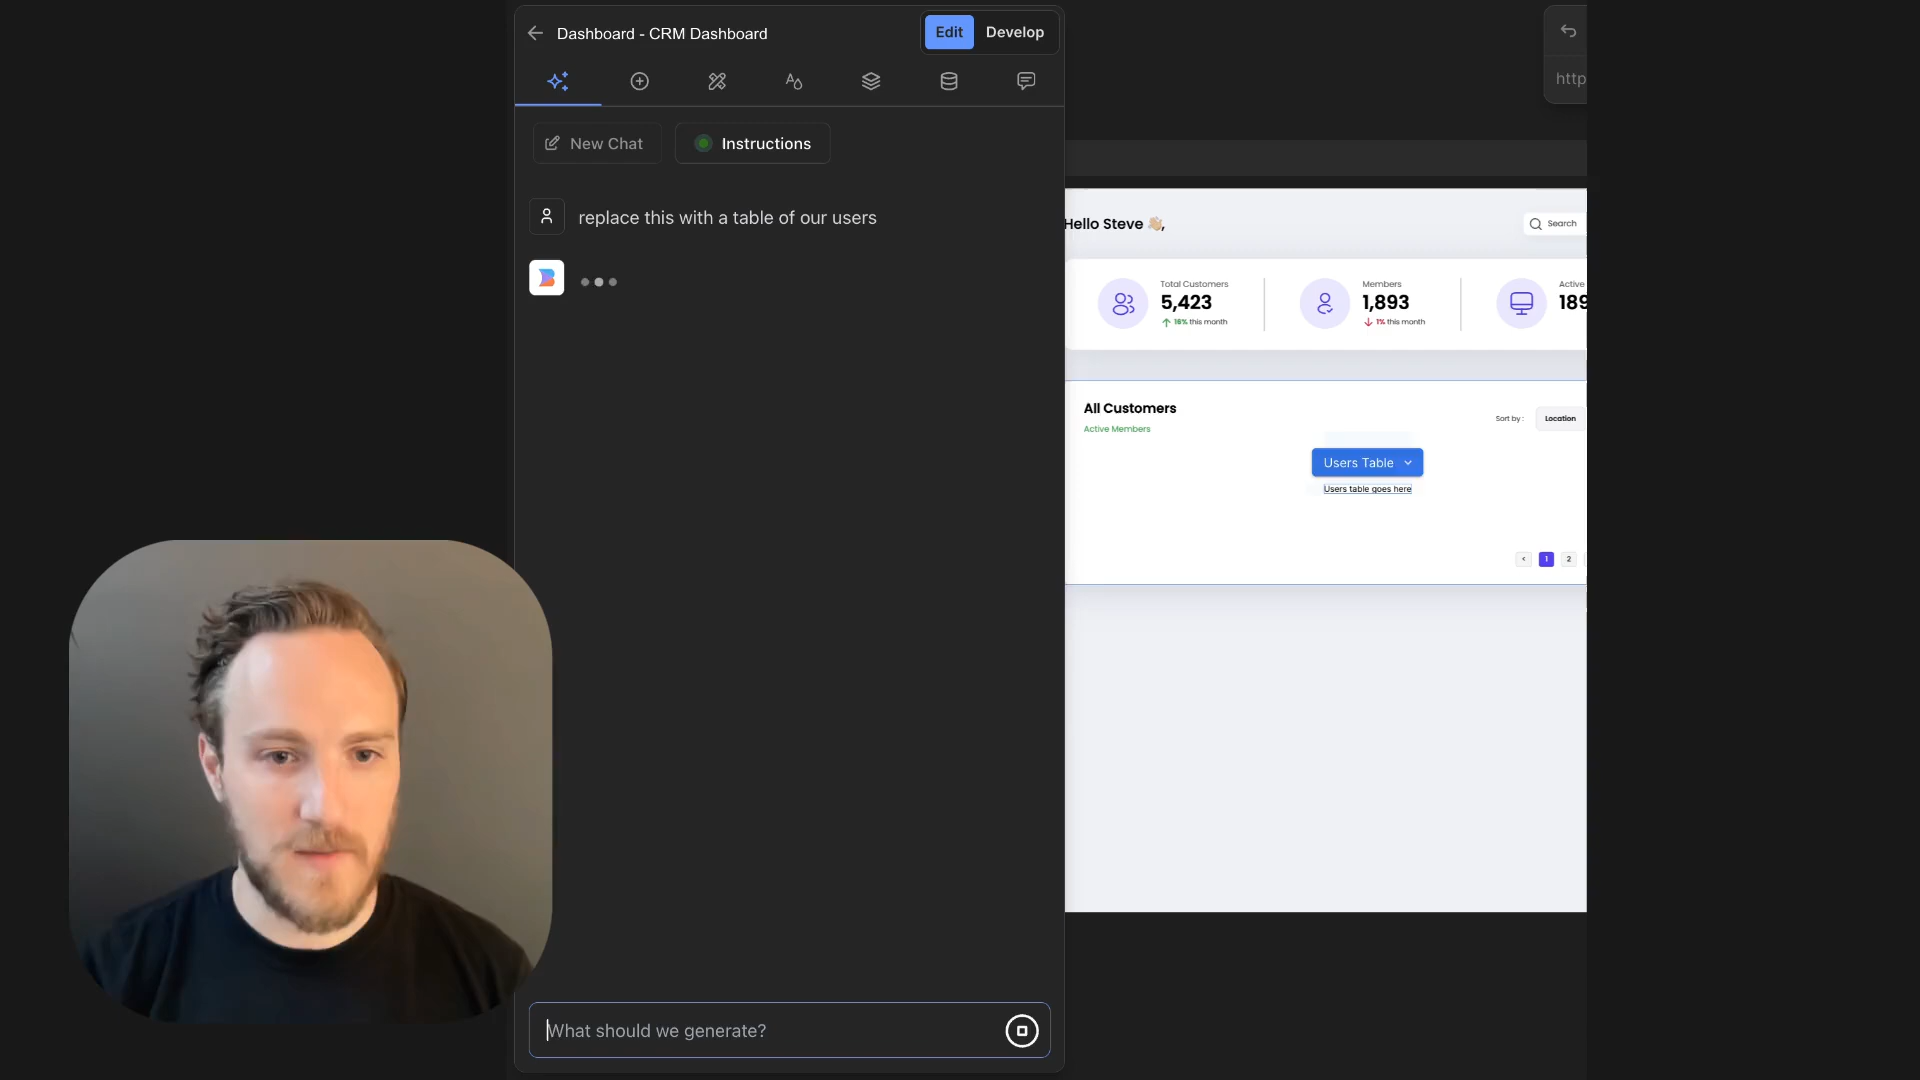 Dashboard - CRM Dashboard
Edit
Develop
New Chat
Instructions
replace this with a table of our users
What should we generate?
http
Hello Steve 👋🏼,
Search
Total Customers
5,423
16% this month
Members
1,893
1% this month
Active
189
All Customers
Active Members
Sort by :
Location
Users Table
Users table goes here
<
1
2